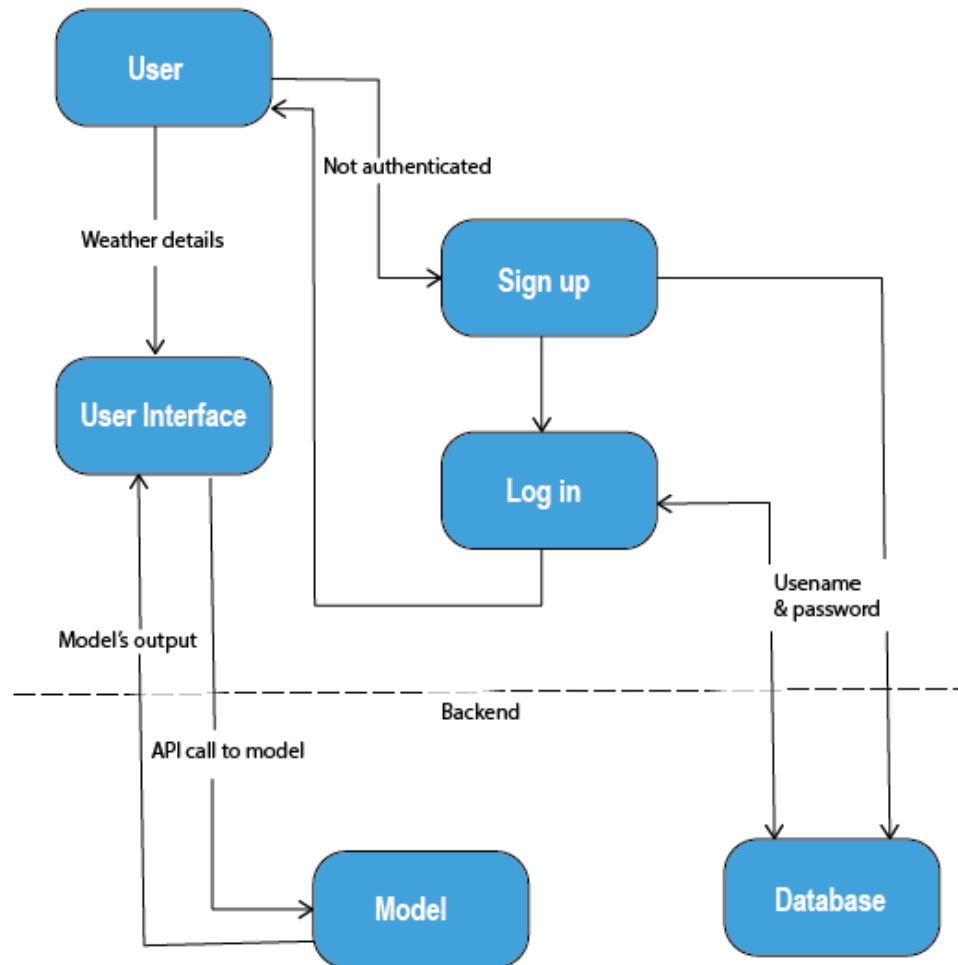 User
Not authenticated
Weather details
Sign up
User Interface
Log in
Usename
& password
Model's output
Backend
API call to model
Model
Database